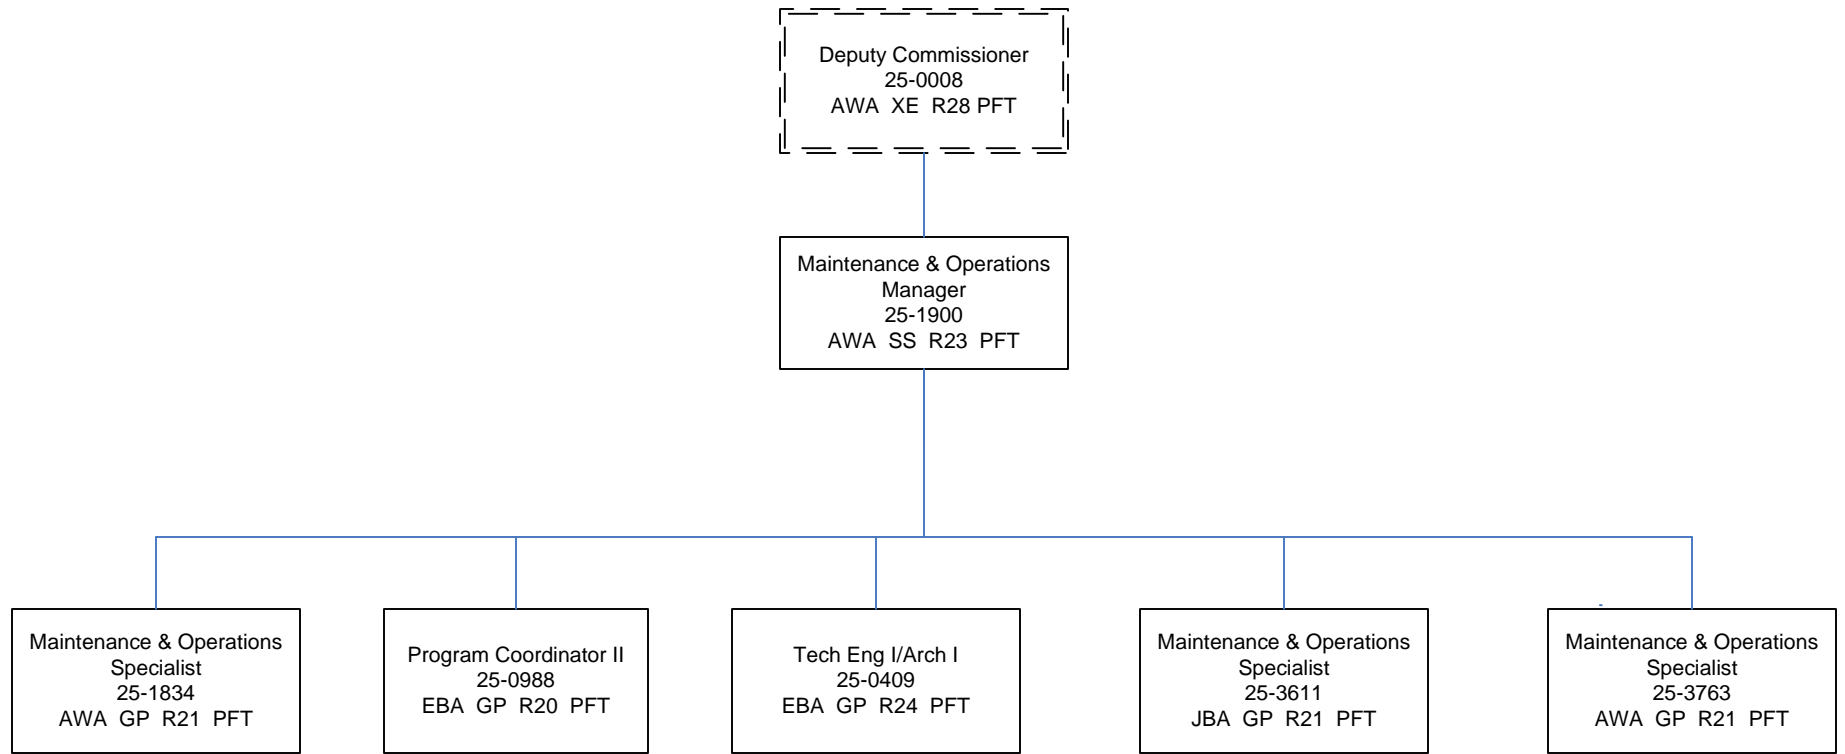 Deputy Commissioner
25-0008
AWA XE R28 PFT
Maintenance & Operations
Manager
25-1900
AWA SS R23 PFT
Maintenance & Operations
Specialist
25-1834
AWA GP R21 PFT
Program Coordinator II
25-0988
EBA GP R20 PFT
Tech Eng I/Arch I
25-0409
EBA GP R24 PFT
Maintenance & Operations
Specialist
25-3611
JBA GP R21 PFT
Maintenance & Operations
Specialist
25-3763
AWA GP R21 PFT